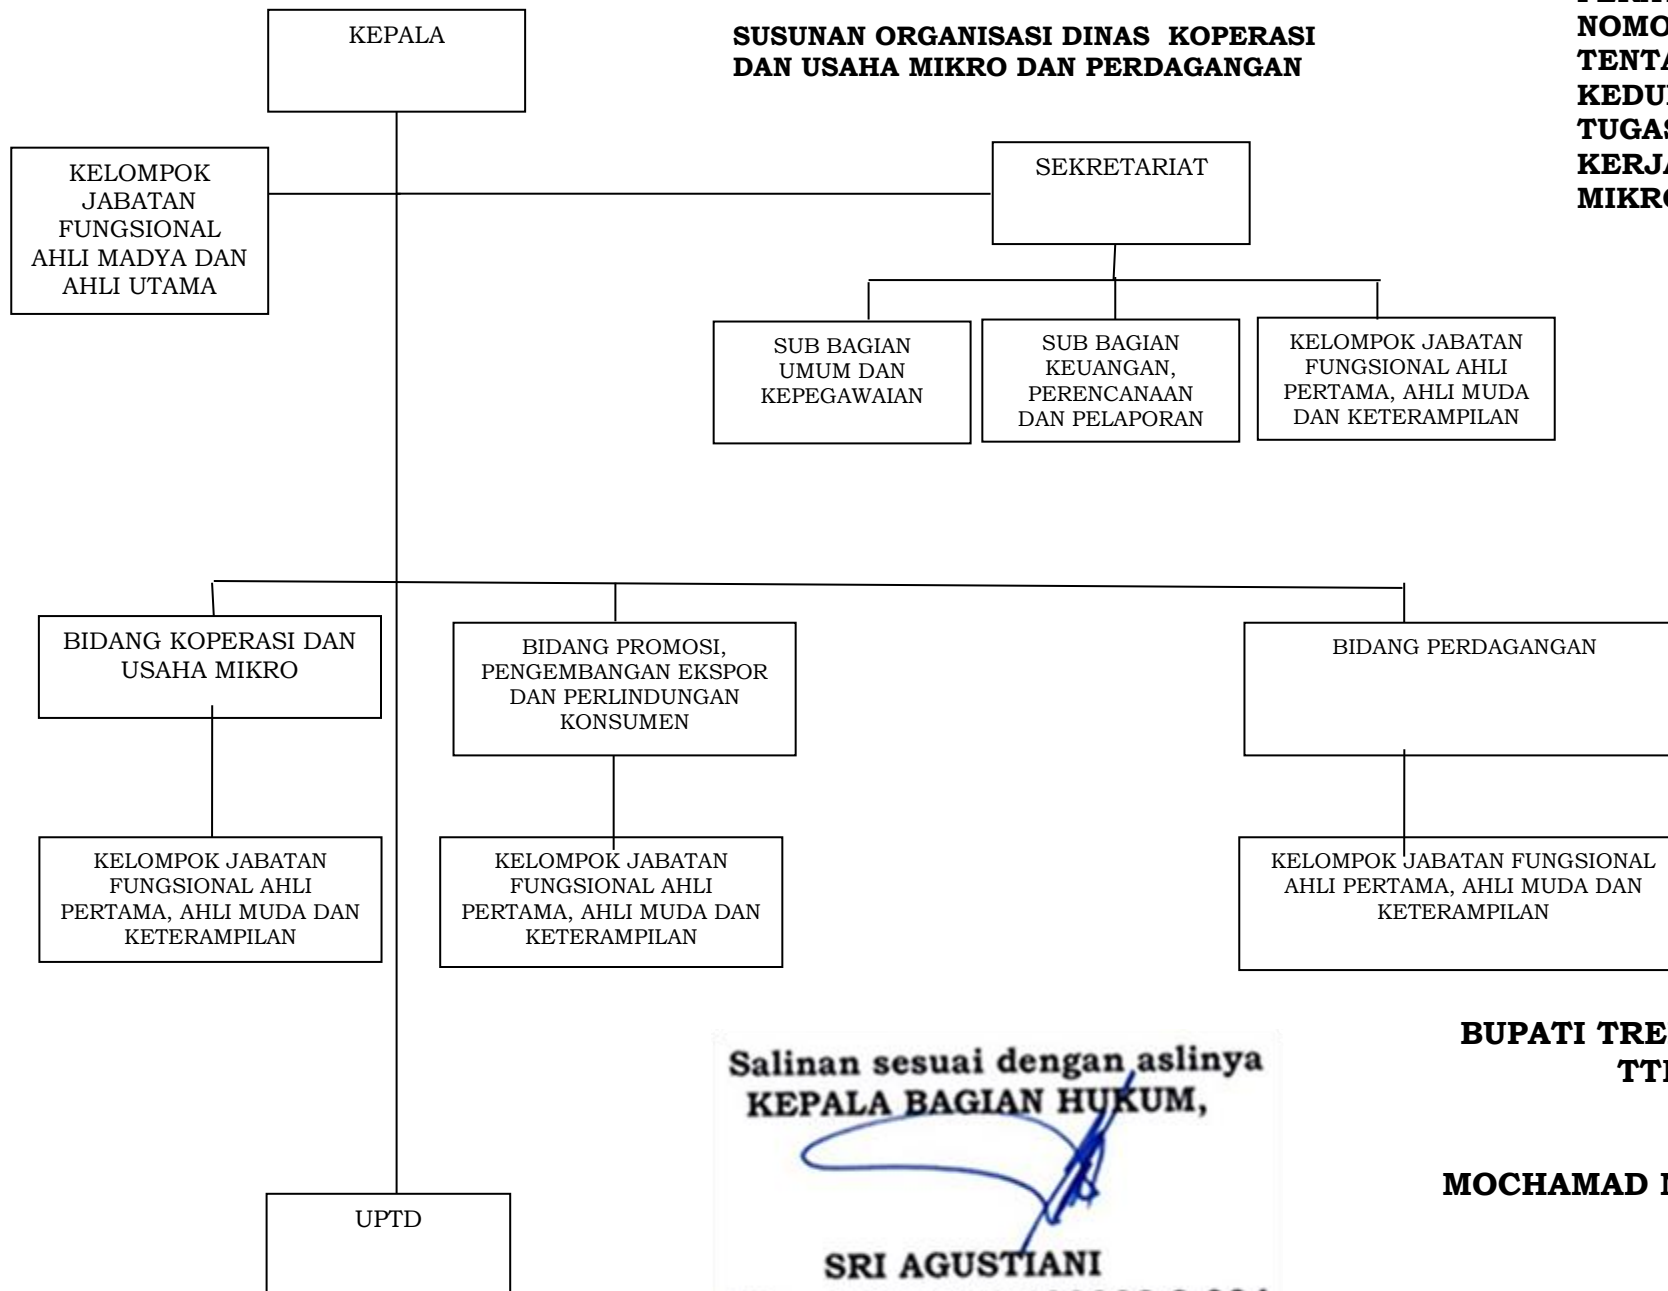 KEPALA
SUSUNAN ORGANISASI DINAS  KOPERASI
DAN USAHA MIKRO DAN PERDAGANGAN
NOMO
TENTA
TUGAS
KERJA
MIKRO
KELOMPOK
JABATAN
FUNGSIONAL
AHLI MADYA DAN
AHLI UTAMA
SEKRETARIAT
SUB BAGIAN
UMUM DAN
KEPEGAWAIAN
SUB BAGIAN
KEUANGAN,
PERENCANAAN
DAN PELAPORAN
KELOMPOK JABATAN
FUNGSIONAL AHLI
PERTAMA, AHLI MUDA
DAN KETERAMPILAN
BIDANG KOPERASI DAN
USAHA MIKRO
BIDANG PROMOSI,
PENGEMBANGAN EKSPOR
DAN PERLINDUNGAN
KONSUMEN
BIDANG PERDAGANGAN
KELOMPOK JABATAN
FUNGSIONAL AHLI
PERTAMA, AHLI MUDA DAN
KETERAMPILAN
KELOMPOK JABATAN
FUNGSIONAL AHLI
PERTAMA, AHLI MUDA DAN
KETERAMPILAN
KELOMPOK JABATAN FUNGSIONAL
AHLI PERTAMA, AHLI MUDA DAN
KETERAMPILAN
BUPATI TRE
TT
MOCHAMAD
Salinan sesuai dengan aslinya
KEPALA BAGIAN HUKUM,
SRI AGUSTIANI
UPTD